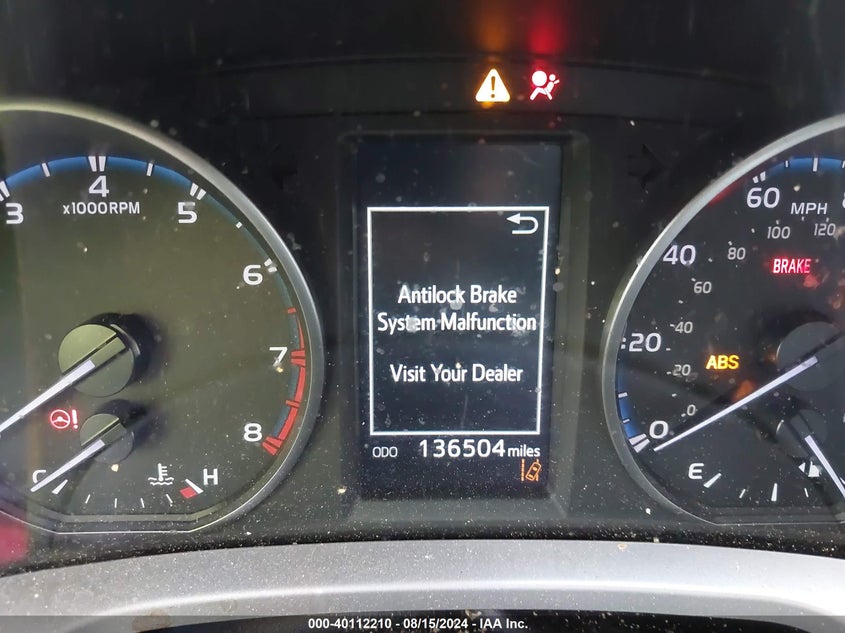 3 4 5 6 7 8
x1000RPM
C H
Antilock Brake
System Malfunction
Visit Your Dealer
ODO 136504 miles
0 20 40 60
MPH
0 20 40 60 80 100 120
BRAKE
ABS
E
000-40112210 - 08/15/2024 - IAA Inc.